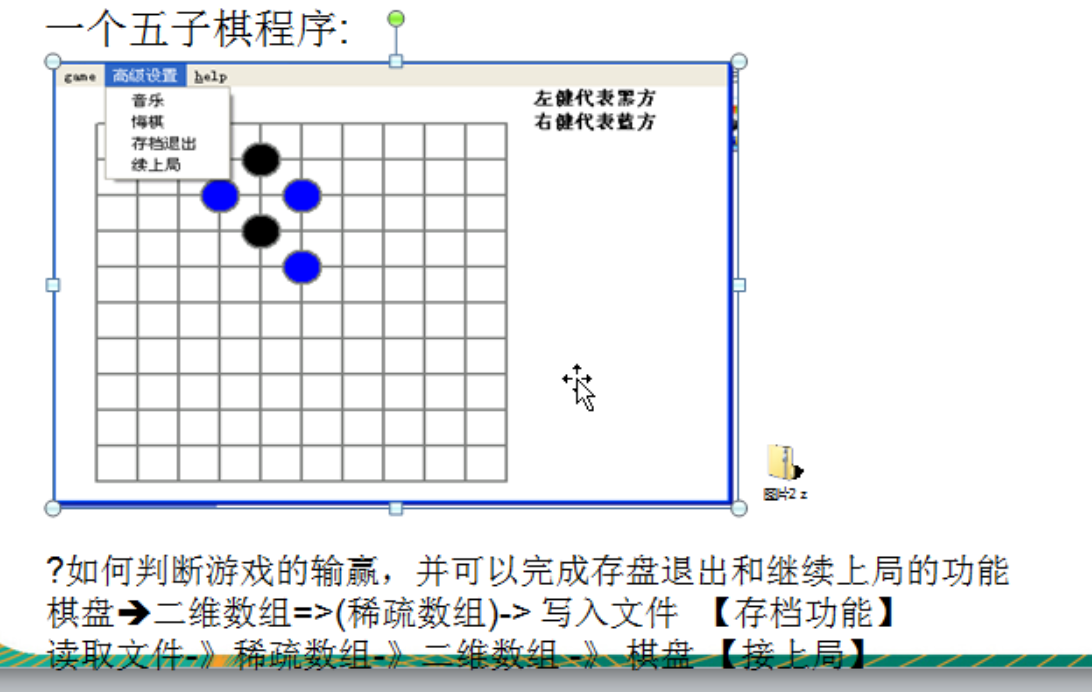 一个五子棋程序:
game 高级设置 help
音乐
悔棋
存档退出
续上局
左健代表黑方
右健代表蓝方
图片2 z
?如何判断游戏的输赢，并可以完成存盘退出和继续上局的功能
棋盘➔二维数组=>(稀疏数组)-> 写入文件 【存档功能】
读取文件-》稀疏数组-》二维数组 -》 棋盘 【接上局】